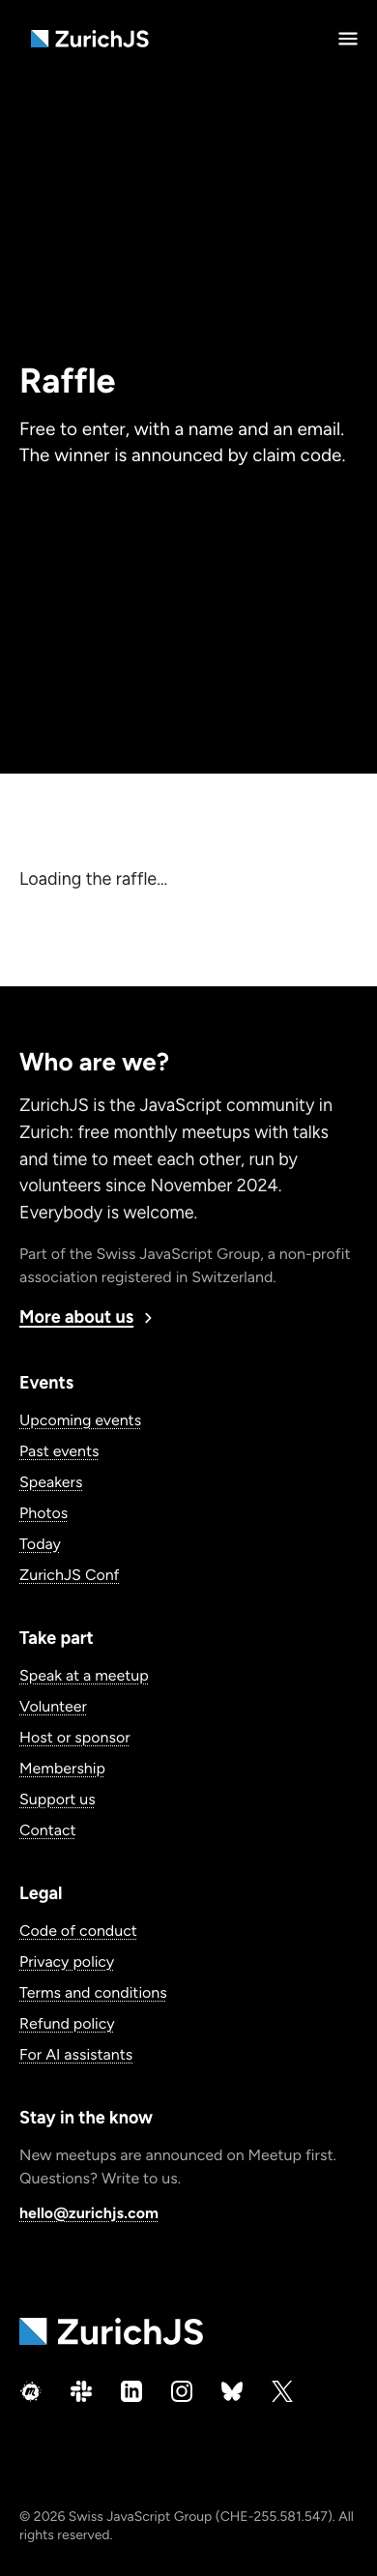 ZurichJS
Raffle
Free to enter, with a name and an email.
The winner is announced by claim code.
Loading the raffle...
Who are we?
ZurichJS is the JavaScript community in
Zurich: free monthly meetups with talks
and time to meet each other, run by
volunteers since November 2024.
Everybody is welcome.
Part of the Swiss JavaScript Group, a non-profit
association registered in Switzerland.
More about us
Events
Upcoming events
Past events
Speakers
Photos
Today
ZurichJS Conf
Take part
Speak at a meetup
Volunteer
Host or sponsor
Membership
Support us
Contact
Legal
Code of conduct
Privacy policy
Terms and conditions
Refund policy
For AI assistants
Stay in the know
New meetups are announced on Meetup first.
Questions? Write to us.
hello@zurichjs.com
ZurichJS
© 2026 Swiss JavaScript Group (CHE-255.581.547). All
rights reserved.